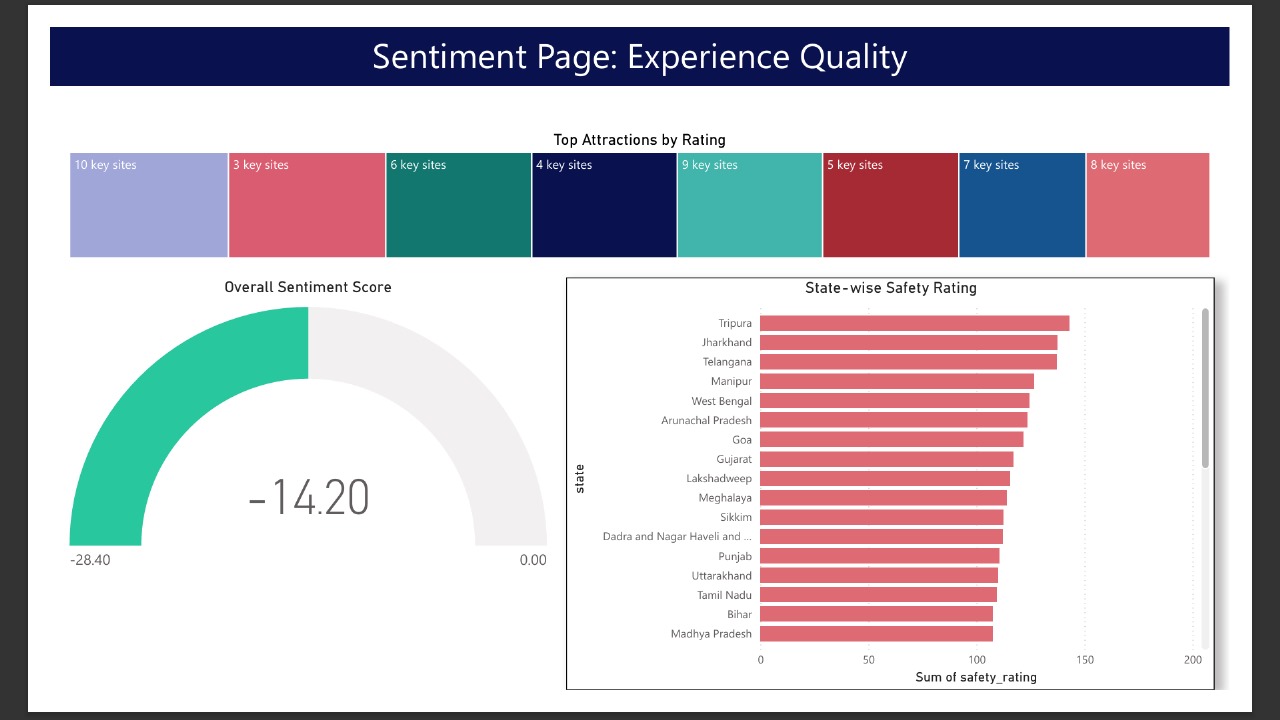 Sentiment Page: Experience Quality
Top Attractions by Rating
10 key sites
3 key sites
6 key sites
4 key sites
9 key sites
5 key sites
7 key sites
8 key sites
Overall Sentiment Score
-14.20
-28.40
0.00
State-wise Safety Rating
state
Tripura
Jharkhand
Telangana
Manipur
West Bengal
Arunachal Pradesh
Goa
Gujarat
Lakshadweep
Meghalaya
Sikkim
Dadra and Nagar Haveli and ...
Punjab
Uttarakhand
Tamil Nadu
Bihar
Madhya Pradesh
0 50 100 150 200
Sum of safety_rating